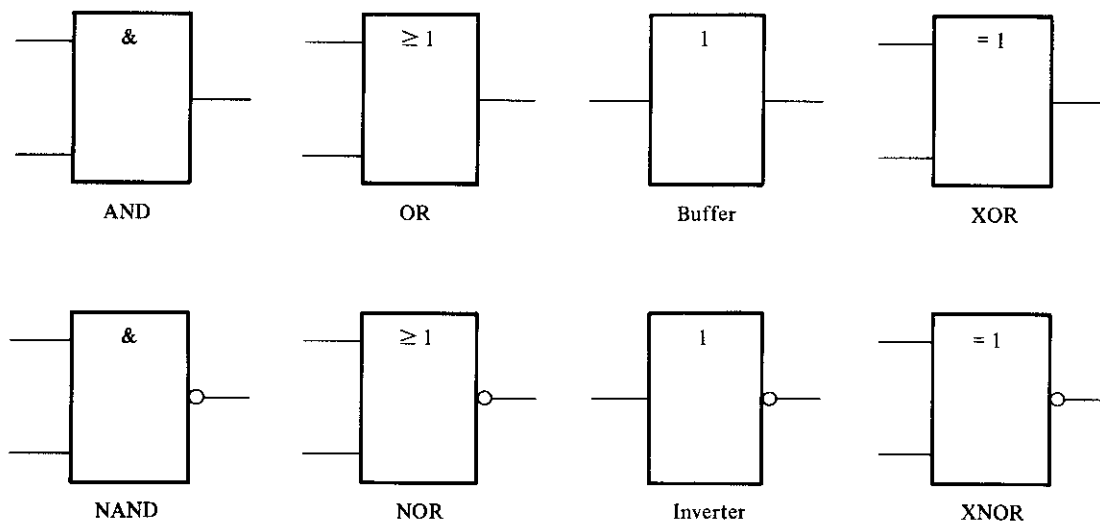 & ≥ 1 1 = 1
AND OR Buffer XOR
& ≥ 1 1 = 1
NAND NOR Inverter XNOR